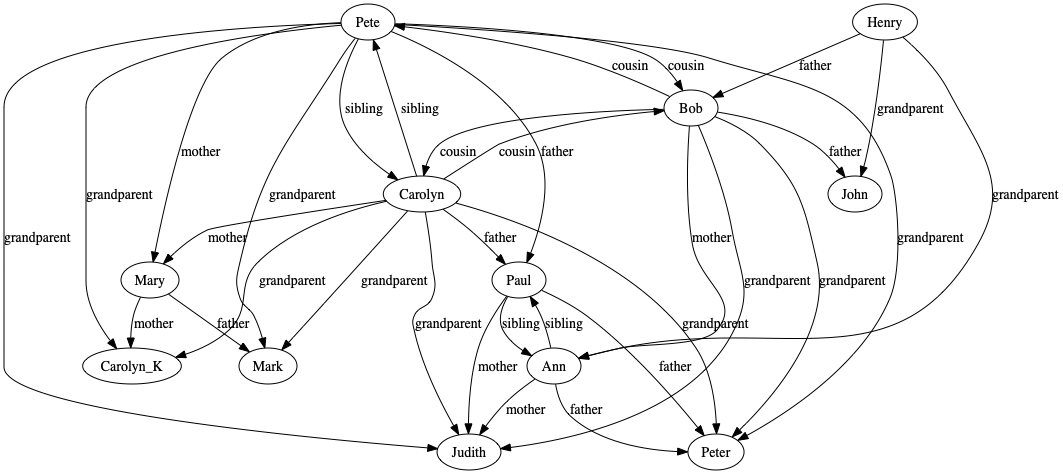 Pete
Henry
cousin
cousin
father
Bob
sibling
sibling
grandparent
mother
cousin
cousin
father
father
grandparent
grandparent
Carolyn
John
grandparent
grandparent
mother
father
mother
grandparent
Mary
grandparent
grandparent
Paul
grandparent
grandparent
mother
father
grandparent
sibling
sibling
grandparent
Carolyn_K
Mark
mother
Ann
father
mother
father
Judith
Peter